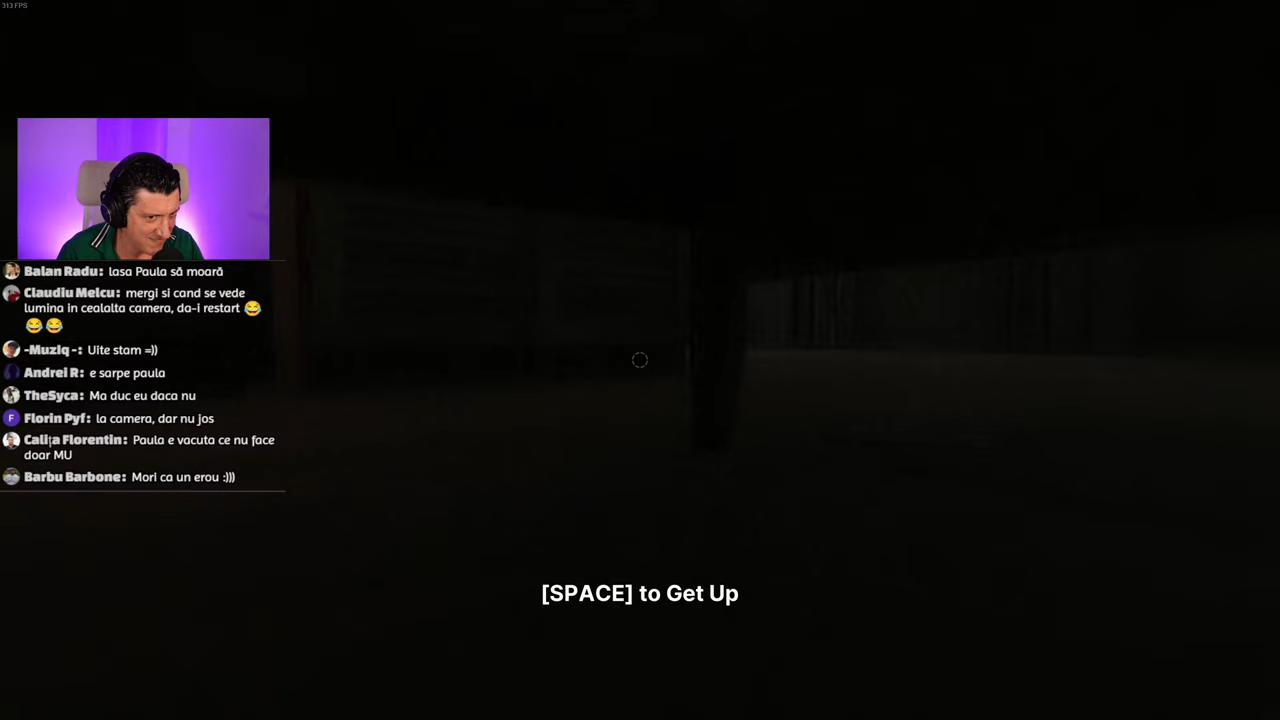 313 FPS
Balan Radu: lasa Paula să moară
Claudiu Melcu: mergi si cand se vede
lumina in cealalta camera, da-i restart 😂
😂 😂
-Muziq-: Uite stam =))
Andrei R: e sarpe paula
TheSyca: Ma duc eu daca nu
F Florin Pyf: la camera, dar nu jos
Calița Florentin: Paula e vacuta ce nu face
doar MU
Barbu Barbone: Mori ca un erou :)))
[SPACE] to Get Up